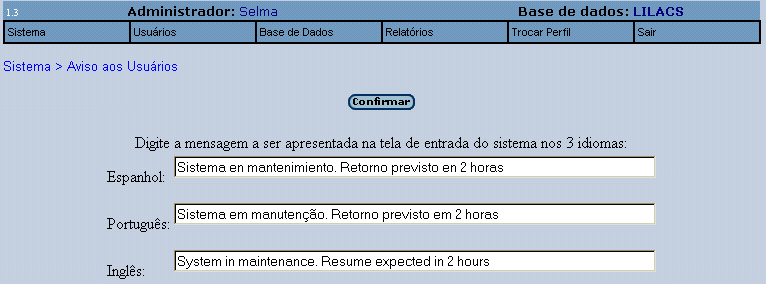 1.3 Administrador: Selma Base de dados: LILACS
Sistema Usuários Base de Dados Relatórios Trocar Perfil Sair
Sistema > Aviso aos Usuários
Confirmar
Digite a mensagem a ser apresentada na tela de entrada do sistema nos 3 idiomas:
Espanhol: Sistema en mantenimiento. Retorno previsto en 2 horas
Português: Sistema em manutenção. Retorno previsto em 2 horas
Inglês: System in maintenance. Resume expected in 2 hours